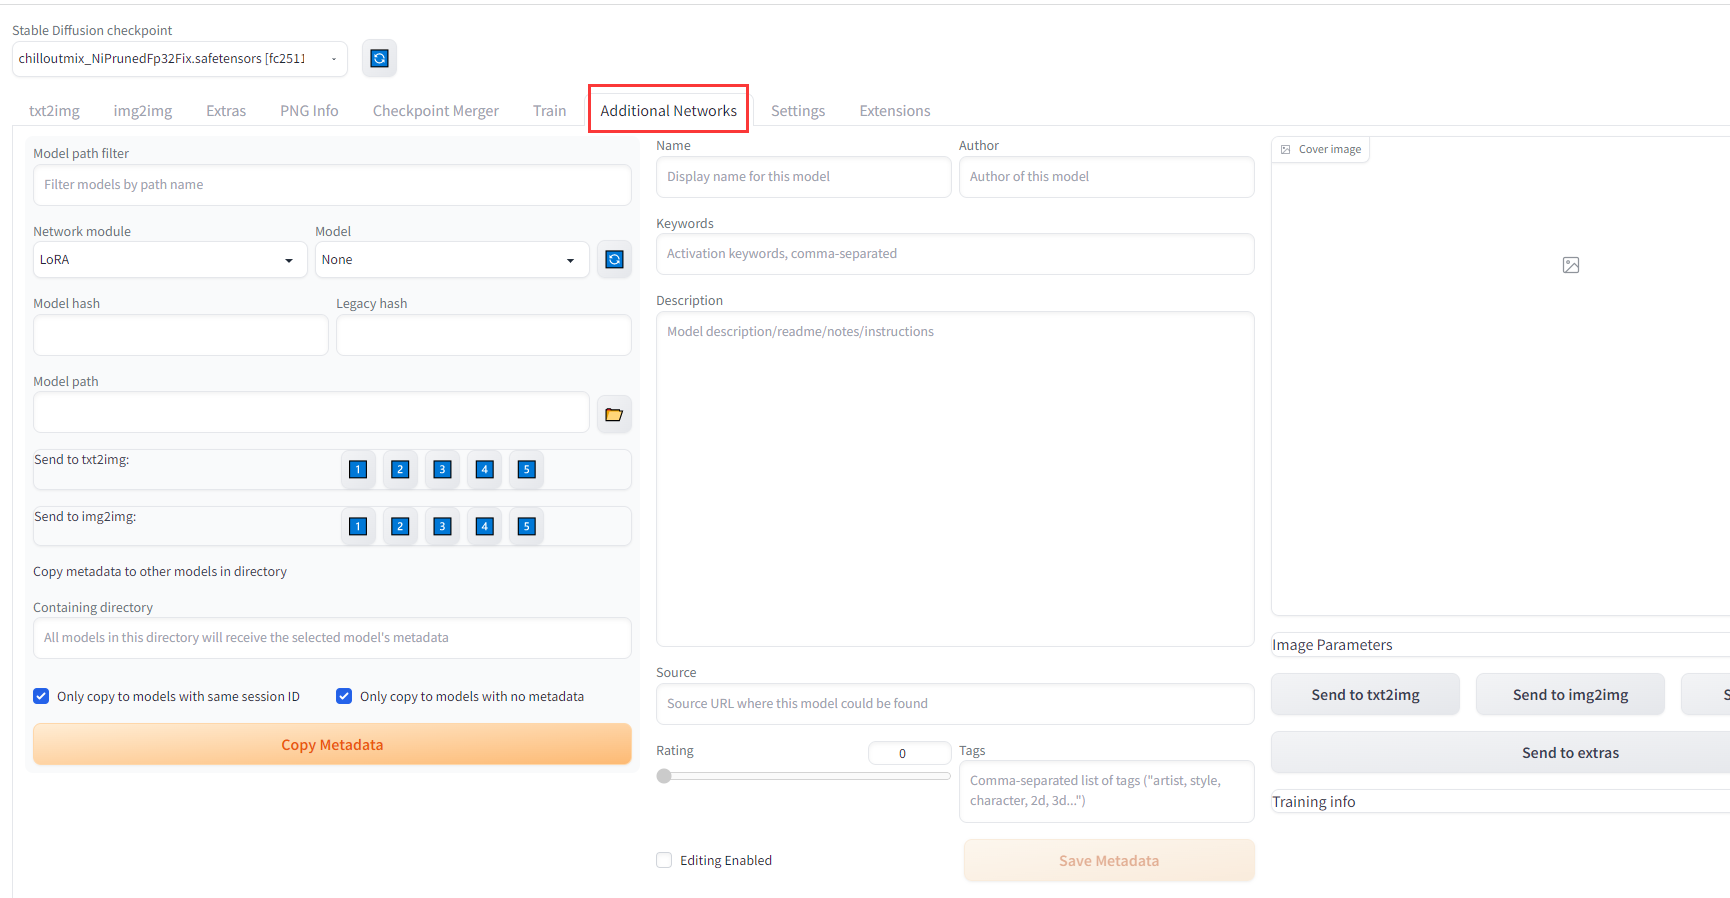 Stable Diffusion checkpoint
chilloutmix_NiPrunedFp32Fix.safetensors [fc2511
txt2img img2img Extras PNG Info Checkpoint Merger Train Additional Networks Settings Extensions
Model path filter
Filter models by path name
Network module
LoRA
Model
None
Model hash
Legacy hash
Model path
Send to txt2img:
1 2 3 4 5
Send to img2img:
1 2 3 4 5
Copy metadata to other models in directory
Containing directory
All models in this directory will receive the selected model's metadata
Only copy to models with same session ID
Only copy to models with no metadata
Copy Metadata
Name
Display name for this model
Author
Author of this model
Keywords
Activation keywords, comma-separated
Description
Model description/readme/notes/instructions
Source
Source URL where this model could be found
Rating
0
Tags
Comma-separated list of tags ("artist, style,
character, 2d, 3d...")
Editing Enabled
Save Metadata
Cover image
Image Parameters
Send to txt2img
Send to img2img
S
Send to extras
Training info